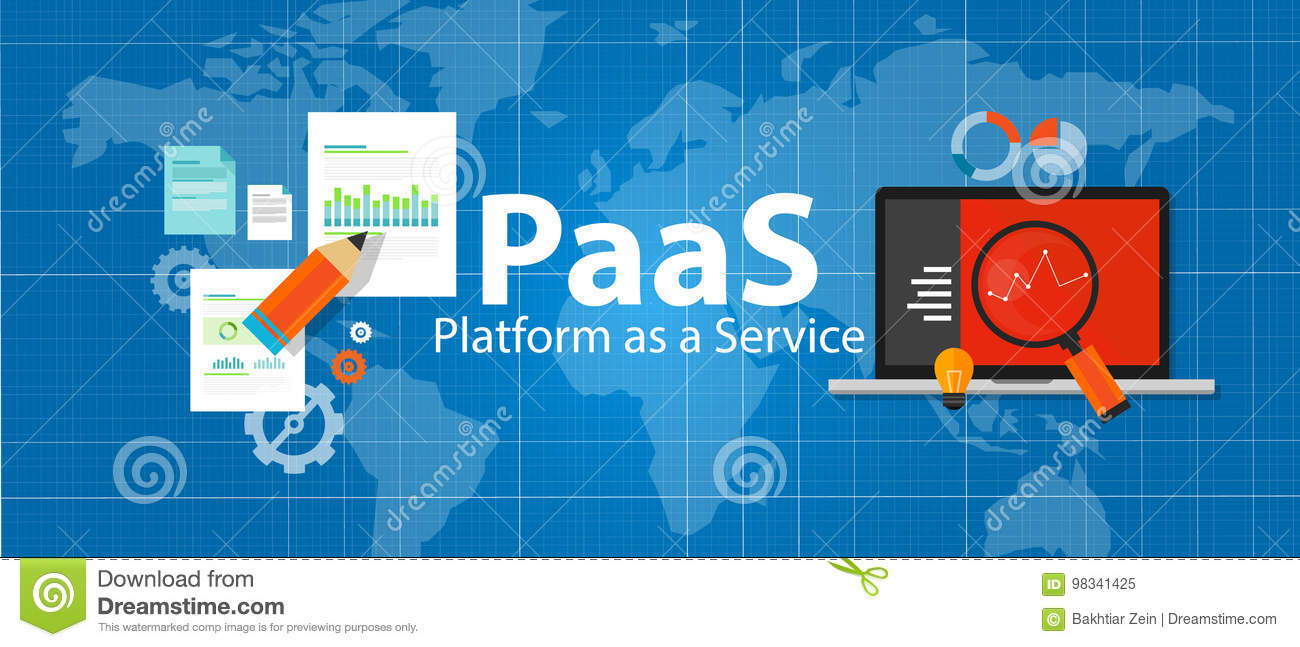 PaaS
Platform as a Service
dreamstime
dreamstime
dreamstime
dreamstime
Download from
Dreamstime.com
This watermarked comp image is for previewing purposes only.
ID 98341425
© Bakhtiar Zein | Dreamstime.com